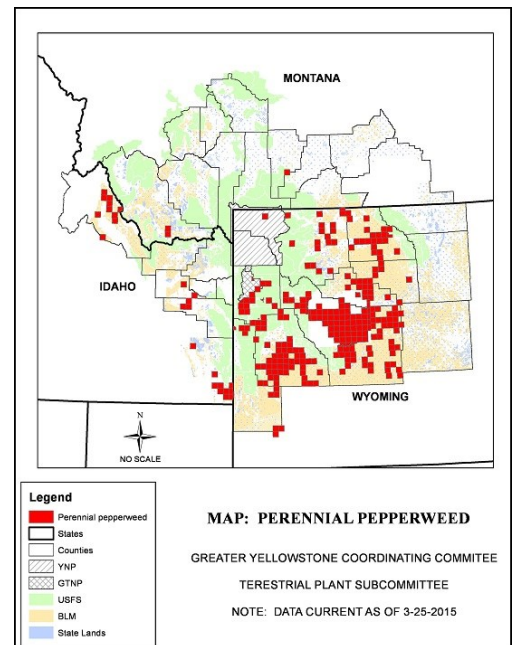 MONTANA
IDAHO
WYOMING
N
NO SCALE
Legend
Perennial pepperweed
States
Counties
YNP
GTNP
USFS
BLM
State Lands
MAP: PERENNIAL PEPPERWEED
GREATER YELLOWSTONE COORDINATING COMMITEE
TERESTRIAL PLANT SUBCOMMITTEE
NOTE: DATA CURRENT AS OF 3-25-2015